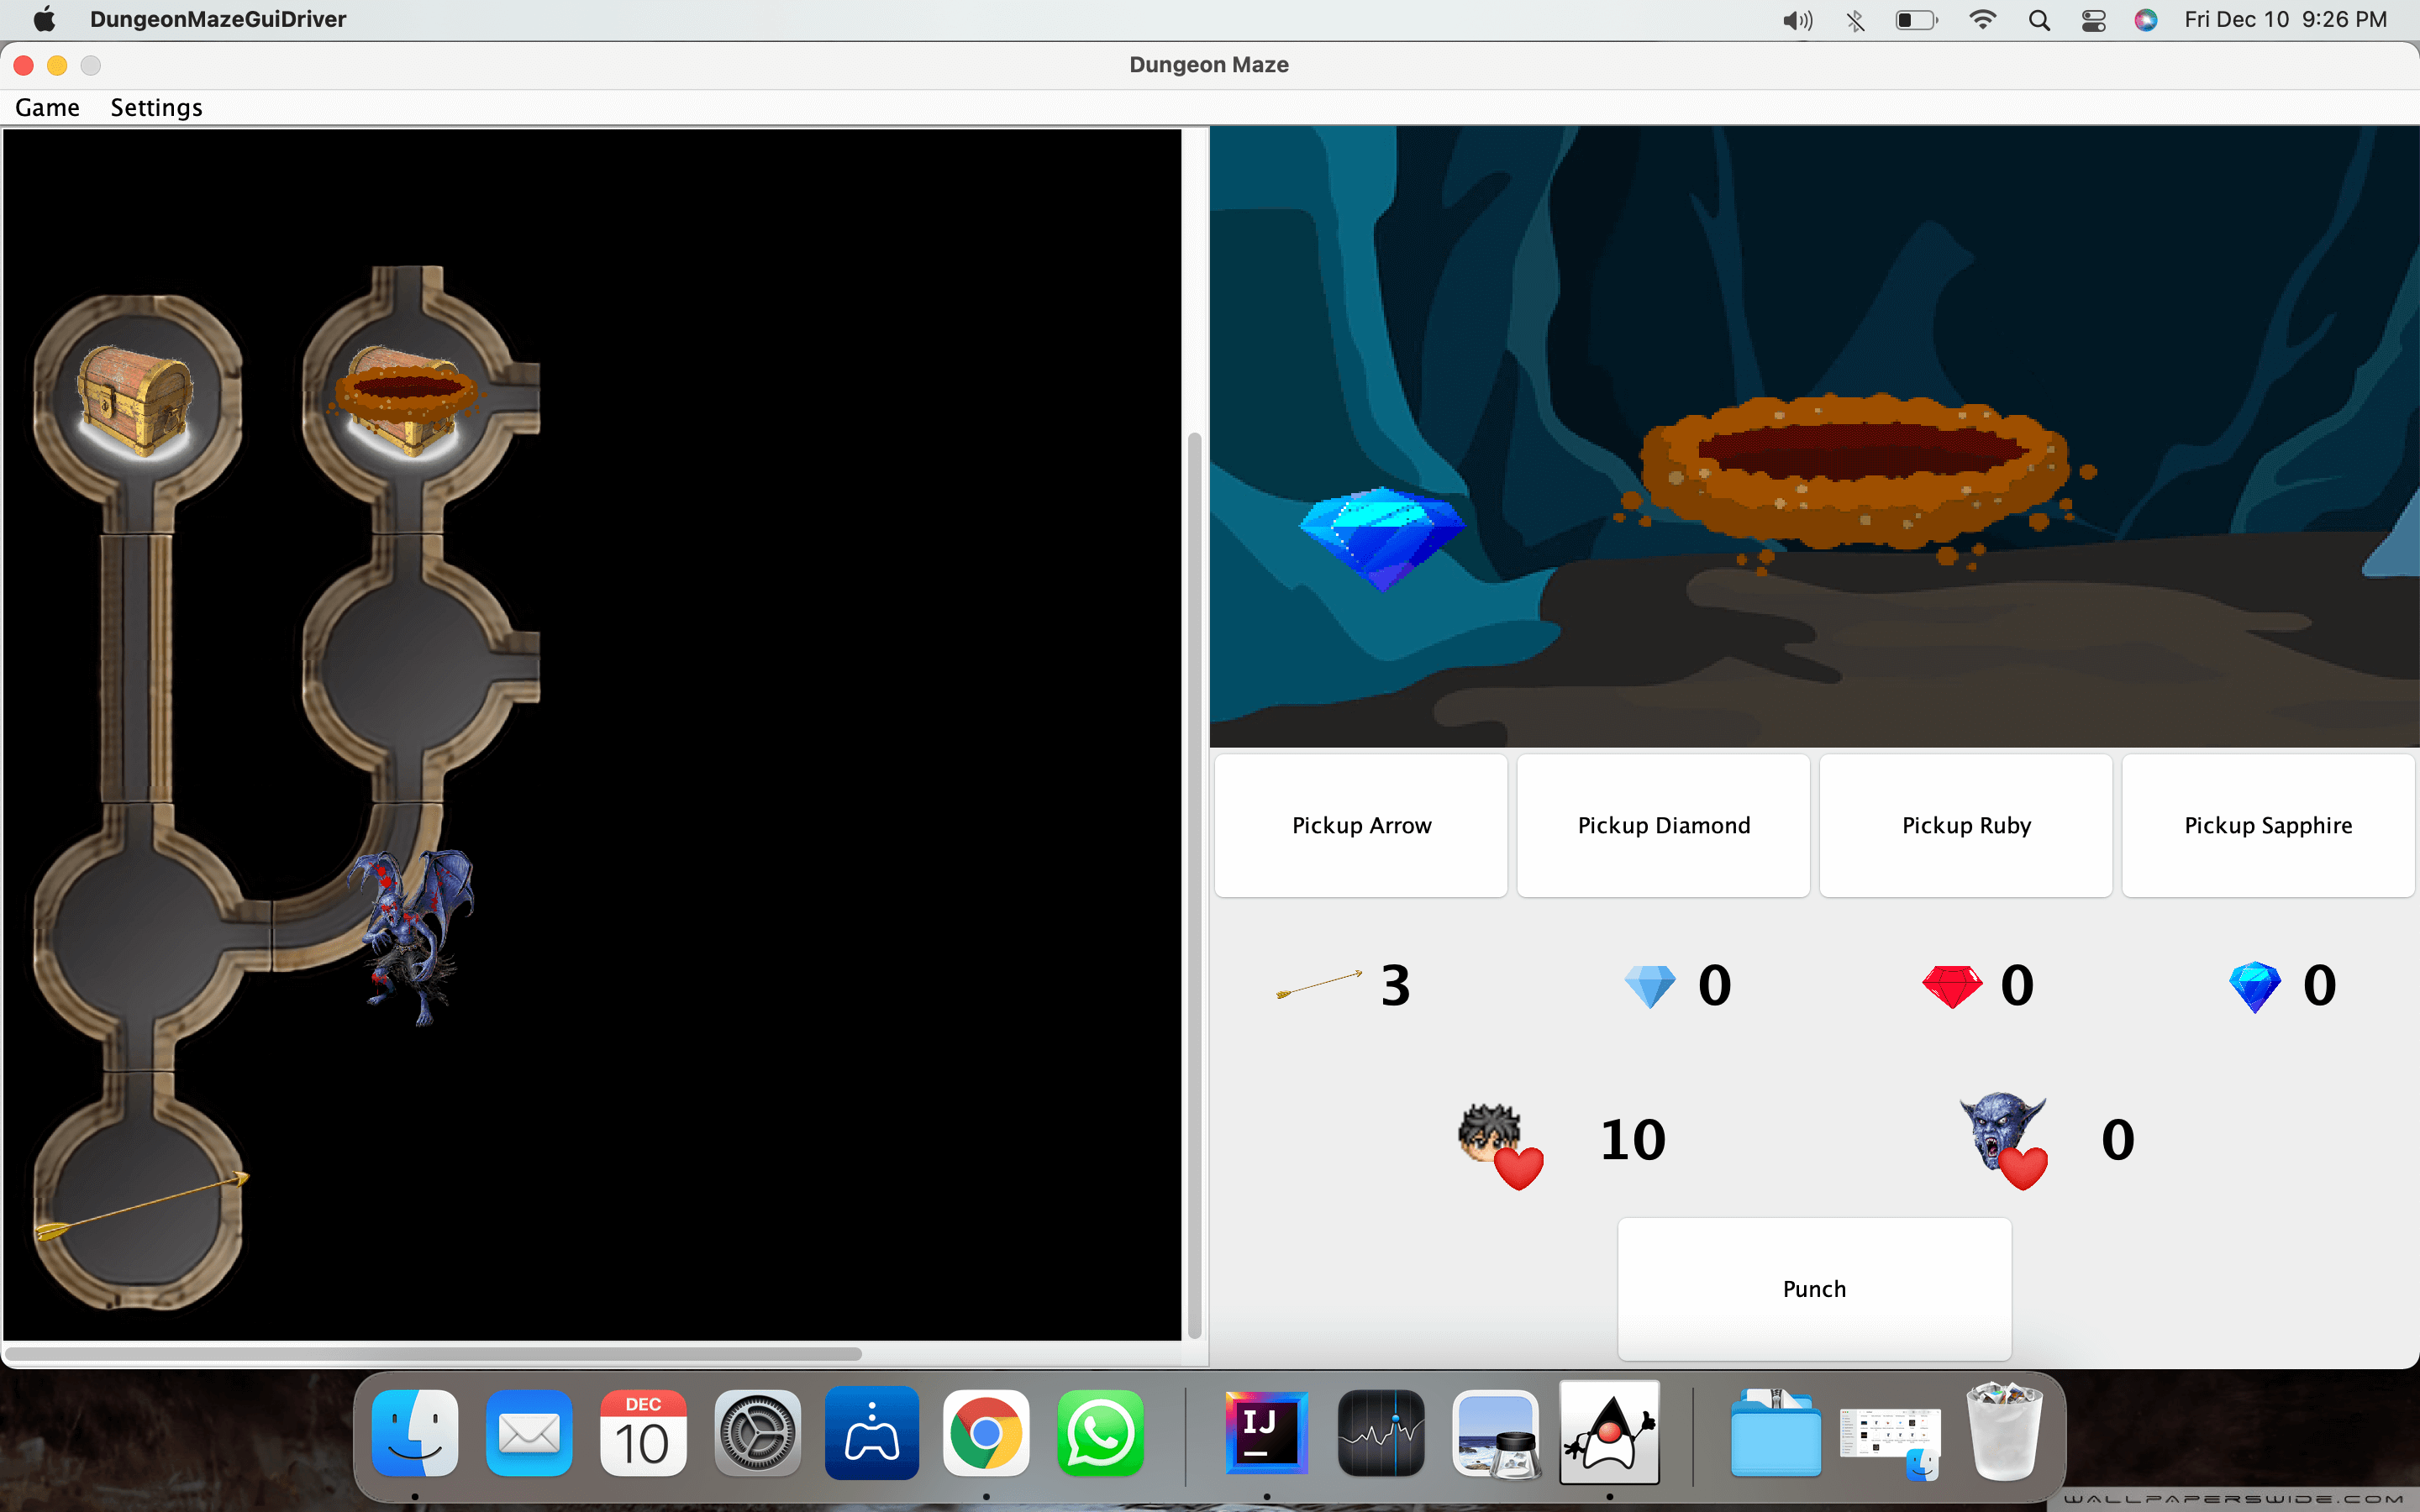 DungeonMazeGuiDriver
Fri Dec 10 9:26 PM
Dungeon Maze
Game Settings
Pickup Arrow
Pickup Diamond
Pickup Ruby
Pickup Sapphire
3
0
0
0
10
0
Punch
DEC
10
IJ
WALLPAPERSWIDE.COM